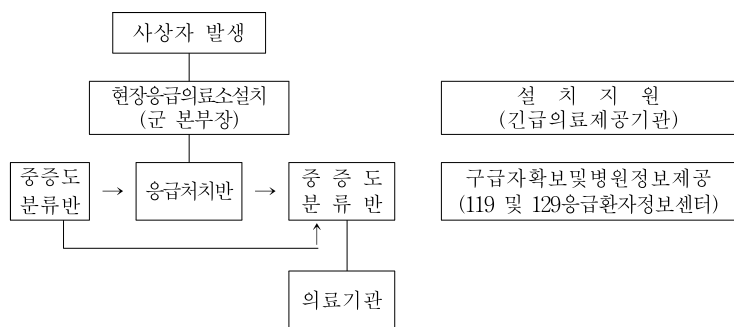 사상자 발생
현장응급의료소설치
(군 본부장)
설 치 지 원
(긴급의료제공기관)
중증도
분류반
→
응급처치반
→
중 증 도
분 류 반
구급자확보및병원정보제공
(119 및 129응급환자정보센터)
의료기관